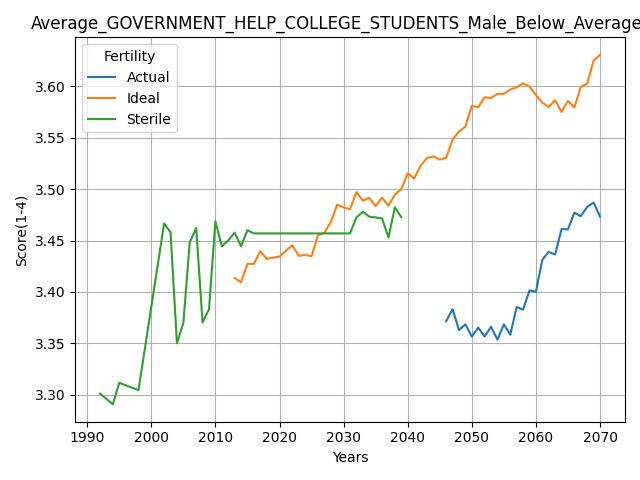 Average_GOVERNMENT_HELP_COLLEGE_STUDENTS_Male_Below_Average
Fertility
Actual
Ideal
Sterile
Score(1-4)
3.60
3.55
3.50
3.45
3.40
3.35
3.30
1990 2000 2010 2020 2030 2040 2050 2060 2070
Years